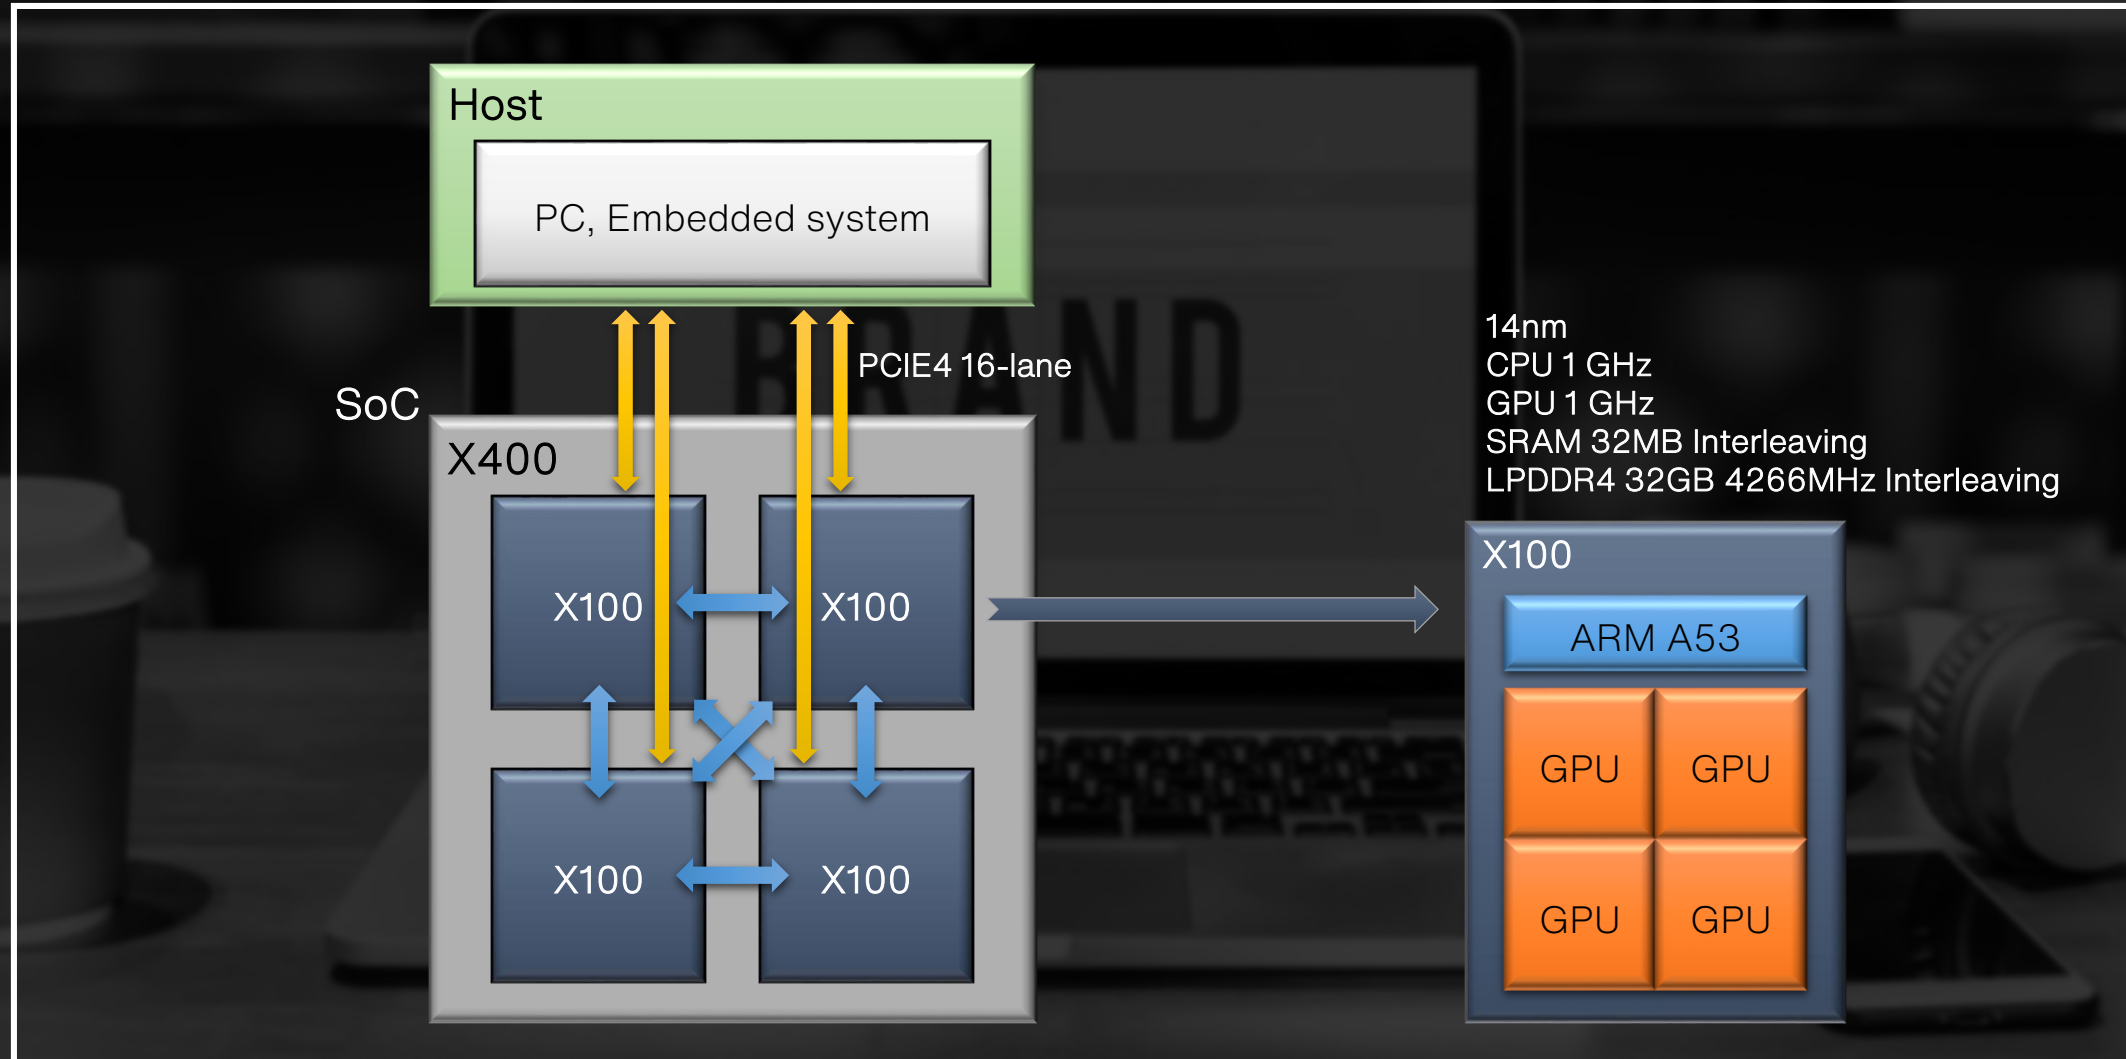 Host
PC, Embedded system
PCIE4 16-lane
SoC
X400
X100
X100
X100
X100
BRAND
14nm
CPU 1 GHz
GPU 1 GHz
SRAM 32MB Interleaving
LPDDR4 32GB 4266MHz Interleaving
X100
ARM A53
GPU
GPU
GPU
GPU